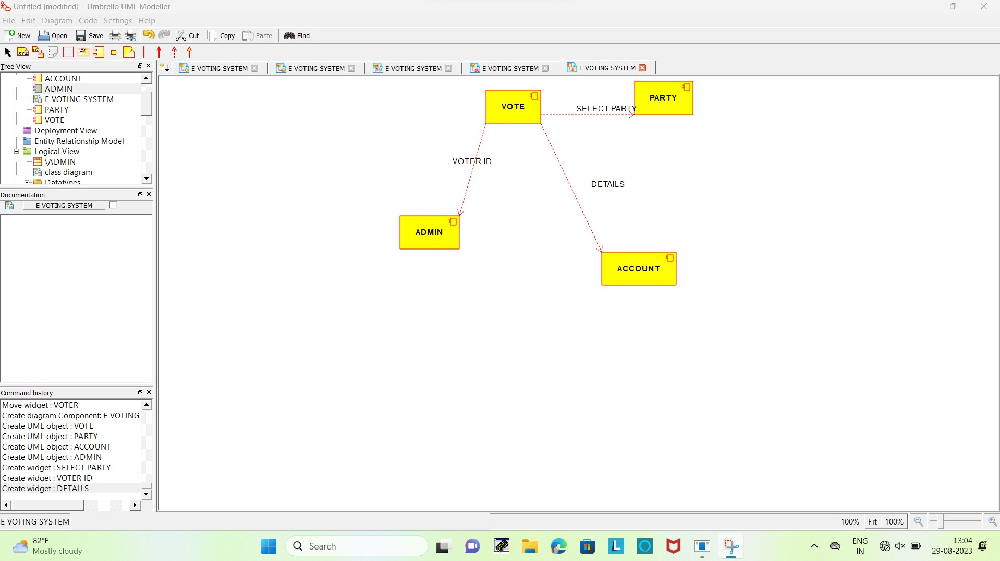 Untitled [modified] – Umbrello UML Modeller
File Edit Diagram Code Settings Help
New Open Save Cut Copy Paste Find
Tree View
E VOTING SYSTEM E VOTING SYSTEM E VOTING SYSTEM E VOTING SYSTEM E VOTING SYSTEM
ACCOUNT
ADMIN
E VOTING SYSTEM
PARTY
VOTE
Deployment View
Entity Relationship Model
Logical View
\ADMIN
class diagram
Datatypes
Documentation
E VOTING SYSTEM
Command history
Move widget : VOTER
Create diagram Component: E VOTING
Create UML object : VOTE
Create UML object : PARTY
Create UML object : ACCOUNT
Create UML object : ADMIN
Create widget : SELECT PARTY
Create widget : VOTER ID
Create widget : DETAILS
PARTY
VOTE
SELECT PARTY
VOTER ID
DETAILS
ADMIN
ACCOUNT
E VOTING SYSTEM
100% Fit 100%
82°F
Mostly cloudy
Search
ENG
IN
13:04
29-08-2023